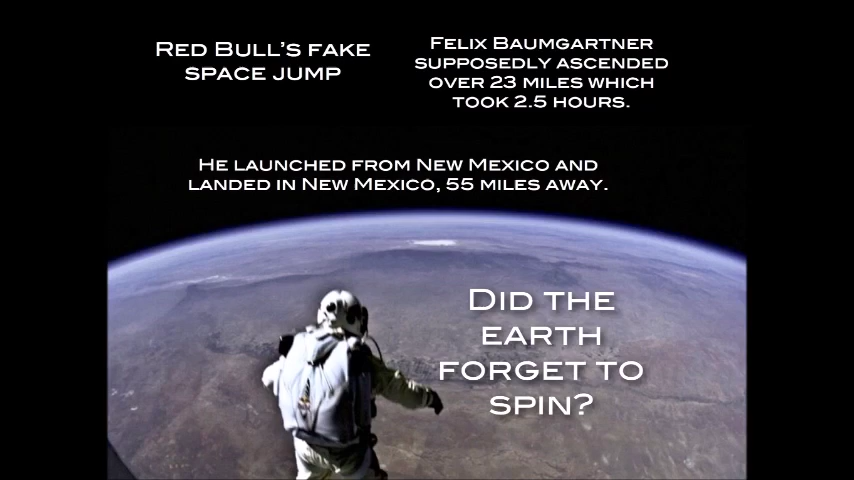 RED BULL'S FAKE
SPACE JUMP
FELIX BAUMGARTNER
SUPPOSEDLY ASCENDED
OVER 23 MILES WHICH
TOOK 2.5 HOURS.
HE LAUNCHED FROM NEW MEXICO AND
LANDED IN NEW MEXICO, 55 MILES AWAY.
DID THE
EARTH
FORGET TO
SPIN?